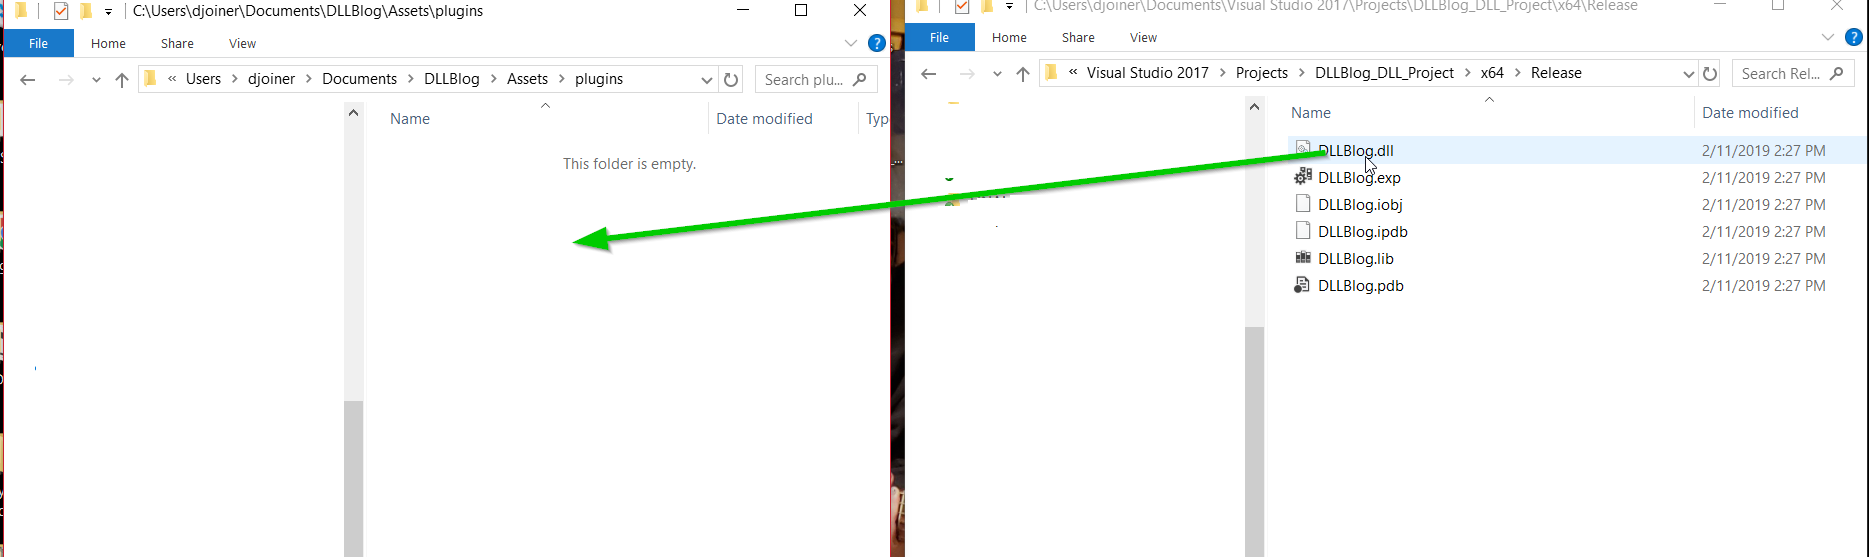 C:\Users\djoiner\Documents\DLLBlog\Assets\plugins
File Home Share View
« Users > djoiner > Documents > DLLBlog > Assets > plugins
Search plu...
Name Date modified Typ
This folder is empty.
C:\Users\djoiner\Documents\Visual Studio 2017\Projects\DLLBlog_DLL_Project\x64\Release
File Home Share View
« Visual Studio 2017 > Projects > DLLBlog_DLL_Project > x64 > Release
Search Rel...
Name Date modified
DLLBlog.dll 2/11/2019 2:27 PM
DLLBlog.exp 2/11/2019 2:27 PM
DLLBlog.iobj 2/11/2019 2:27 PM
DLLBlog.ipdb 2/11/2019 2:27 PM
DLLBlog.lib 2/11/2019 2:27 PM
DLLBlog.pdb 2/11/2019 2:27 PM